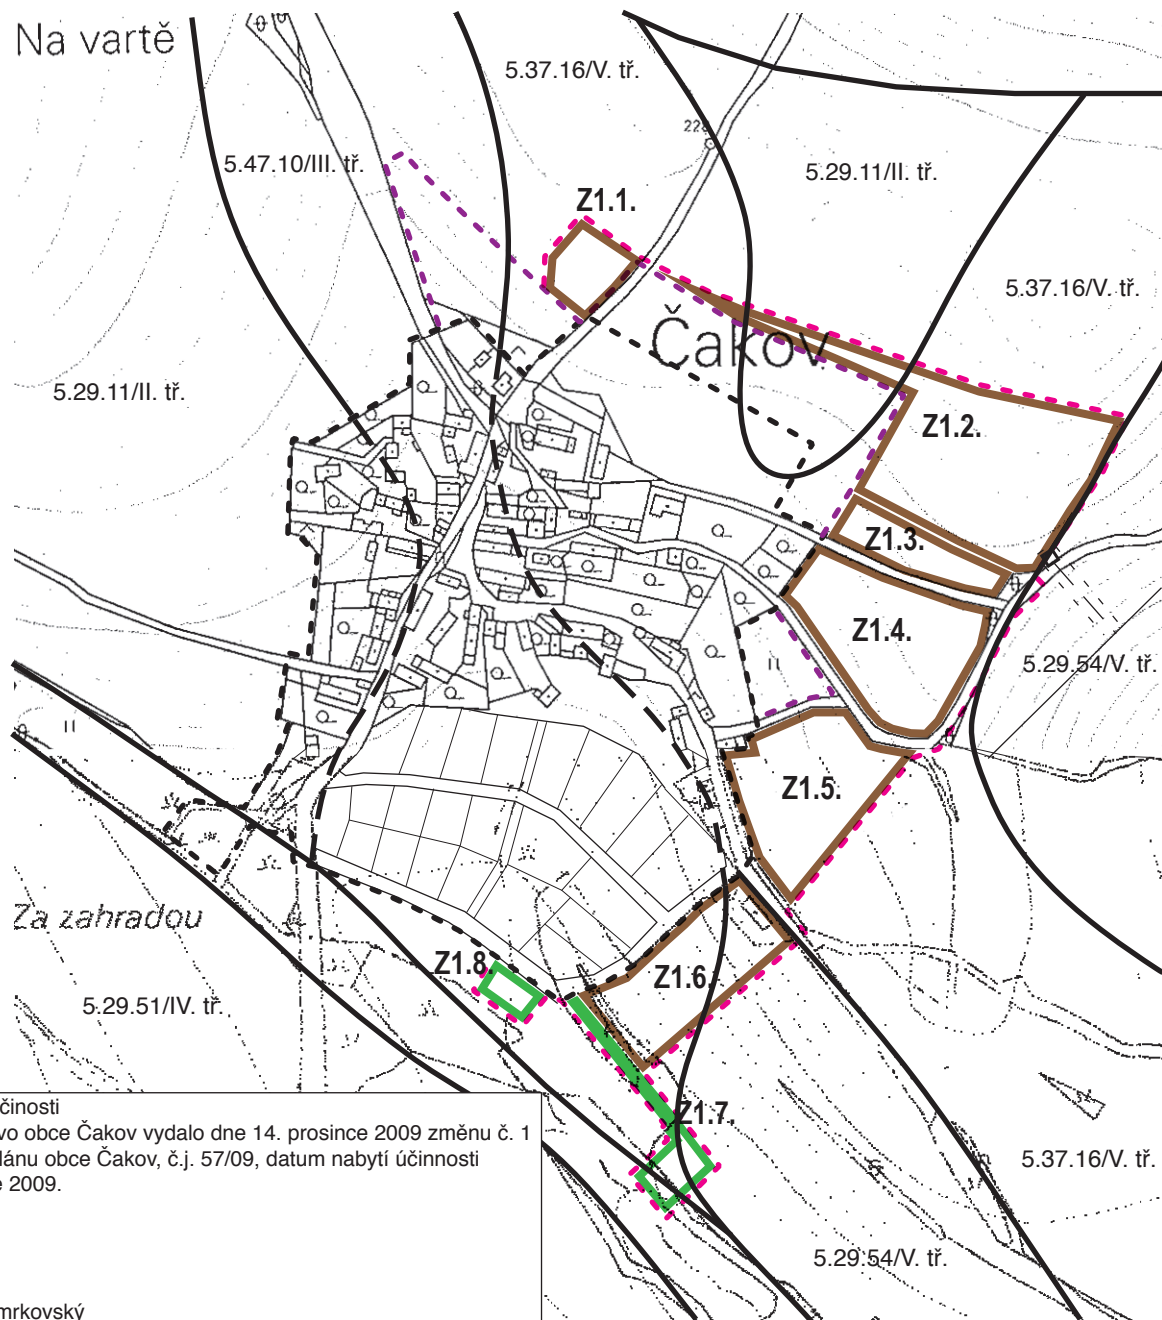 Na vartě
5.37.16/V. tř.
228
5.47.10/III. tř.
5.29.11/II. tř.
Z1.1.
5.37.16/V. tř.
Čakov
5.29.11/II. tř.
Z1.2.
Z1.3.
Z1.4.
5.29.54/V. tř.
Z1.5.
Za zahradou
Z1.8.
Z1.6.
5.29.51/IV. tř.
Z1.7.
činosti
vo obce Čakov vydalo dne 14. prosince 2009 změnu č. 1
lánu obce Čakov, č.j. 57/09, datum nabytí účinnosti
e 2009.
5.37.16/V. tř.
5.29.54/V. tř.
mrkovský